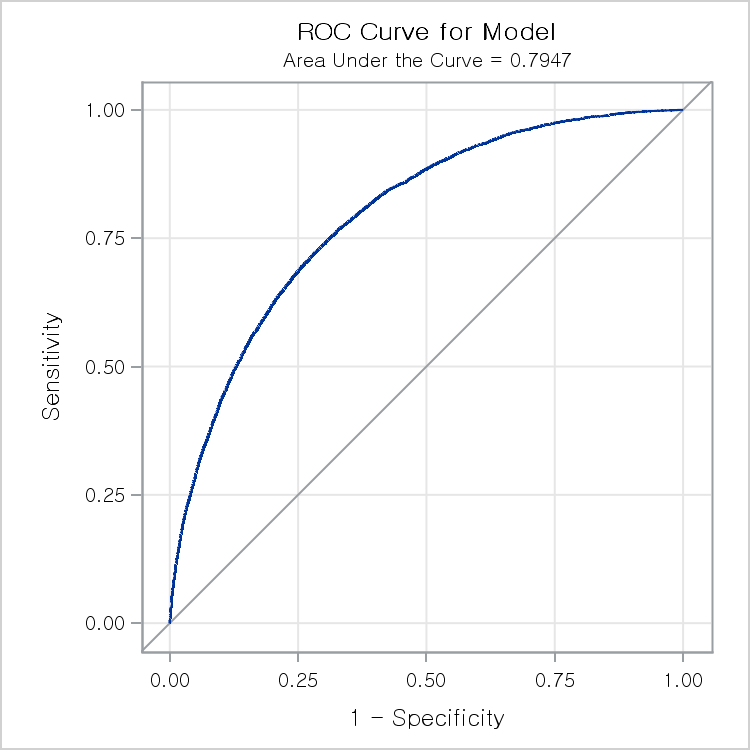 ROC Curve for Model
Area Under the Curve = 0.7947
Sensitivity
1.00
0.75
0.50
0.25
0.00
0.00 0.25 0.50 0.75 1.00
1 - Specificity